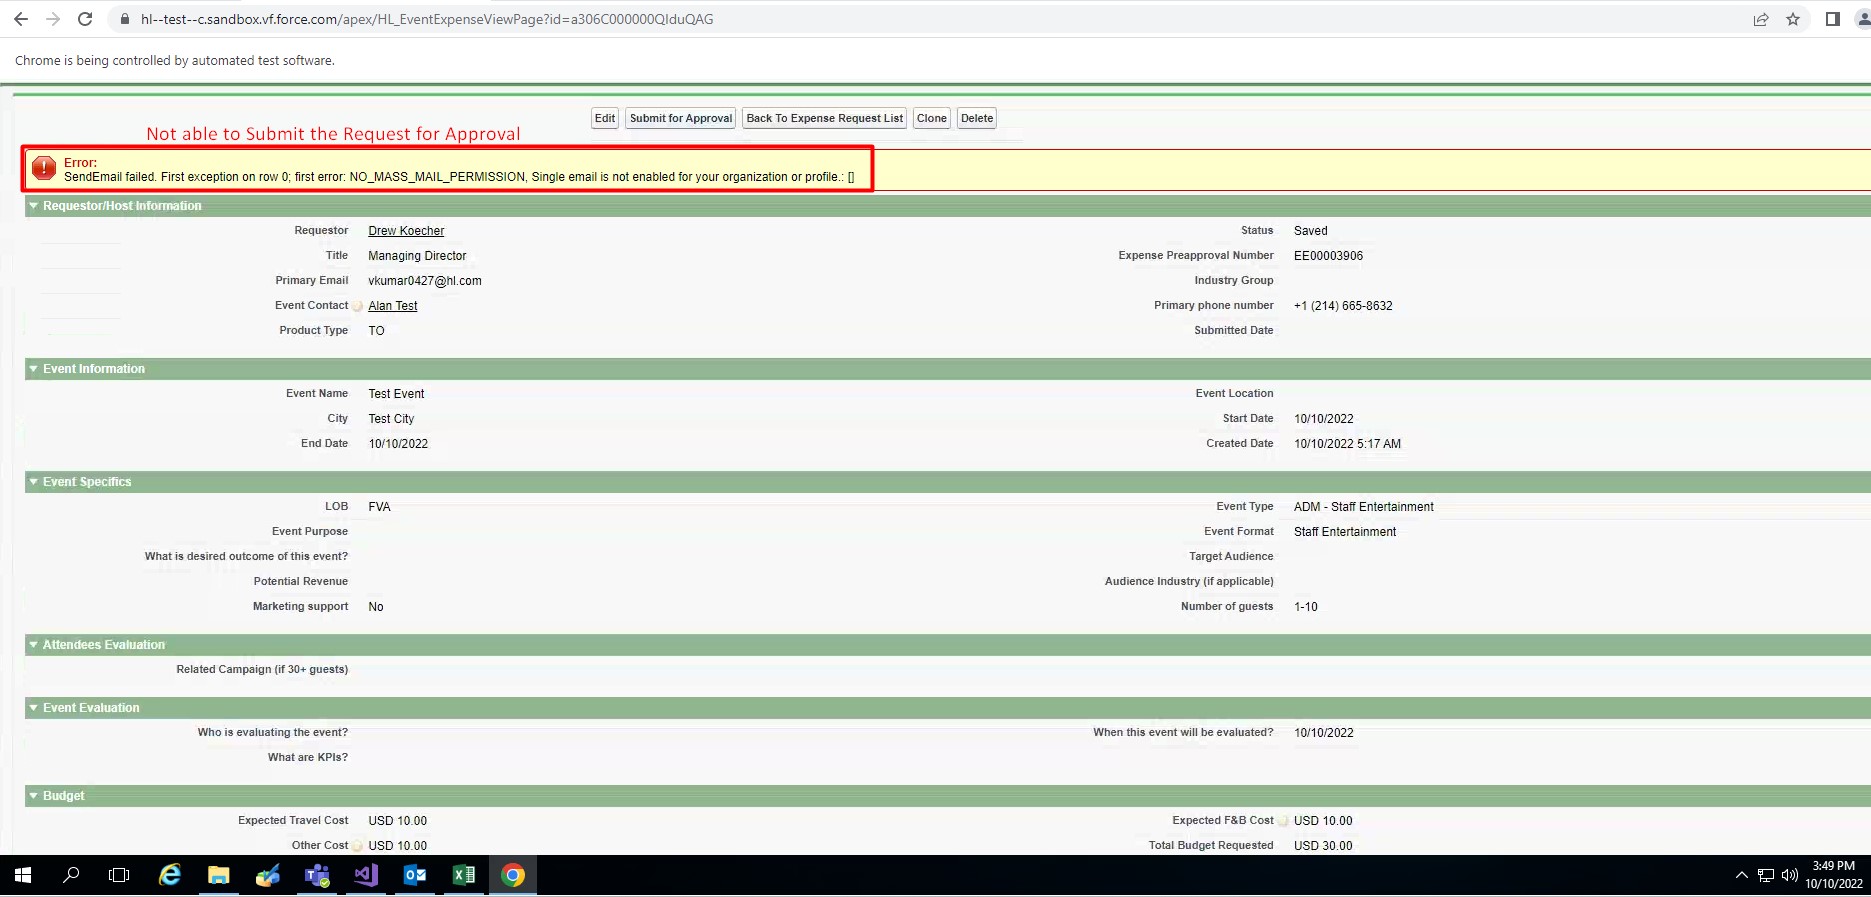 hl--test--c.sandbox.vf.force.com/apex/HL_EventExpenseViewPage?id=a306C000000QIduQAG
Chrome is being controlled by automated test software.
Edit Submit for Approval Back To Expense Request List Clone Delete
Not able to Submit the Request for Approval
Error:
SendEmail failed. First exception on row 0; first error: NO_MASS_MAIL_PERMISSION, Single email is not enabled for your organization or profile.: []
Requestor/Host Information
Requestor Drew Koecher Status Saved
Title Managing Director Expense Preapproval Number EE00003906
Primary Email vkumar0427@hl.com Industry Group
Event Contact Alan Test Primary phone number +1 (214) 665-8632
Product Type TO Submitted Date
Event Information
Event Name Test Event Event Location
City Test City Start Date 10/10/2022
End Date 10/10/2022 Created Date 10/10/2022 5:17 AM
Event Specifics
LOB FVA Event Type ADM - Staff Entertainment
Event Purpose Event Format Staff Entertainment
What is desired outcome of this event? Target Audience
Potential Revenue Audience Industry (if applicable)
Marketing support No Number of guests 1-10
Attendees Evaluation
Related Campaign (if 30+ guests)
Event Evaluation
Who is evaluating the event? When this event will be evaluated? 10/10/2022
What are KPIs?
Budget
Expected Travel Cost USD 10.00 Expected F&B Cost USD 10.00
Other Cost USD 10.00 Total Budget Requested USD 30.00
3:49 PM
10/10/2022